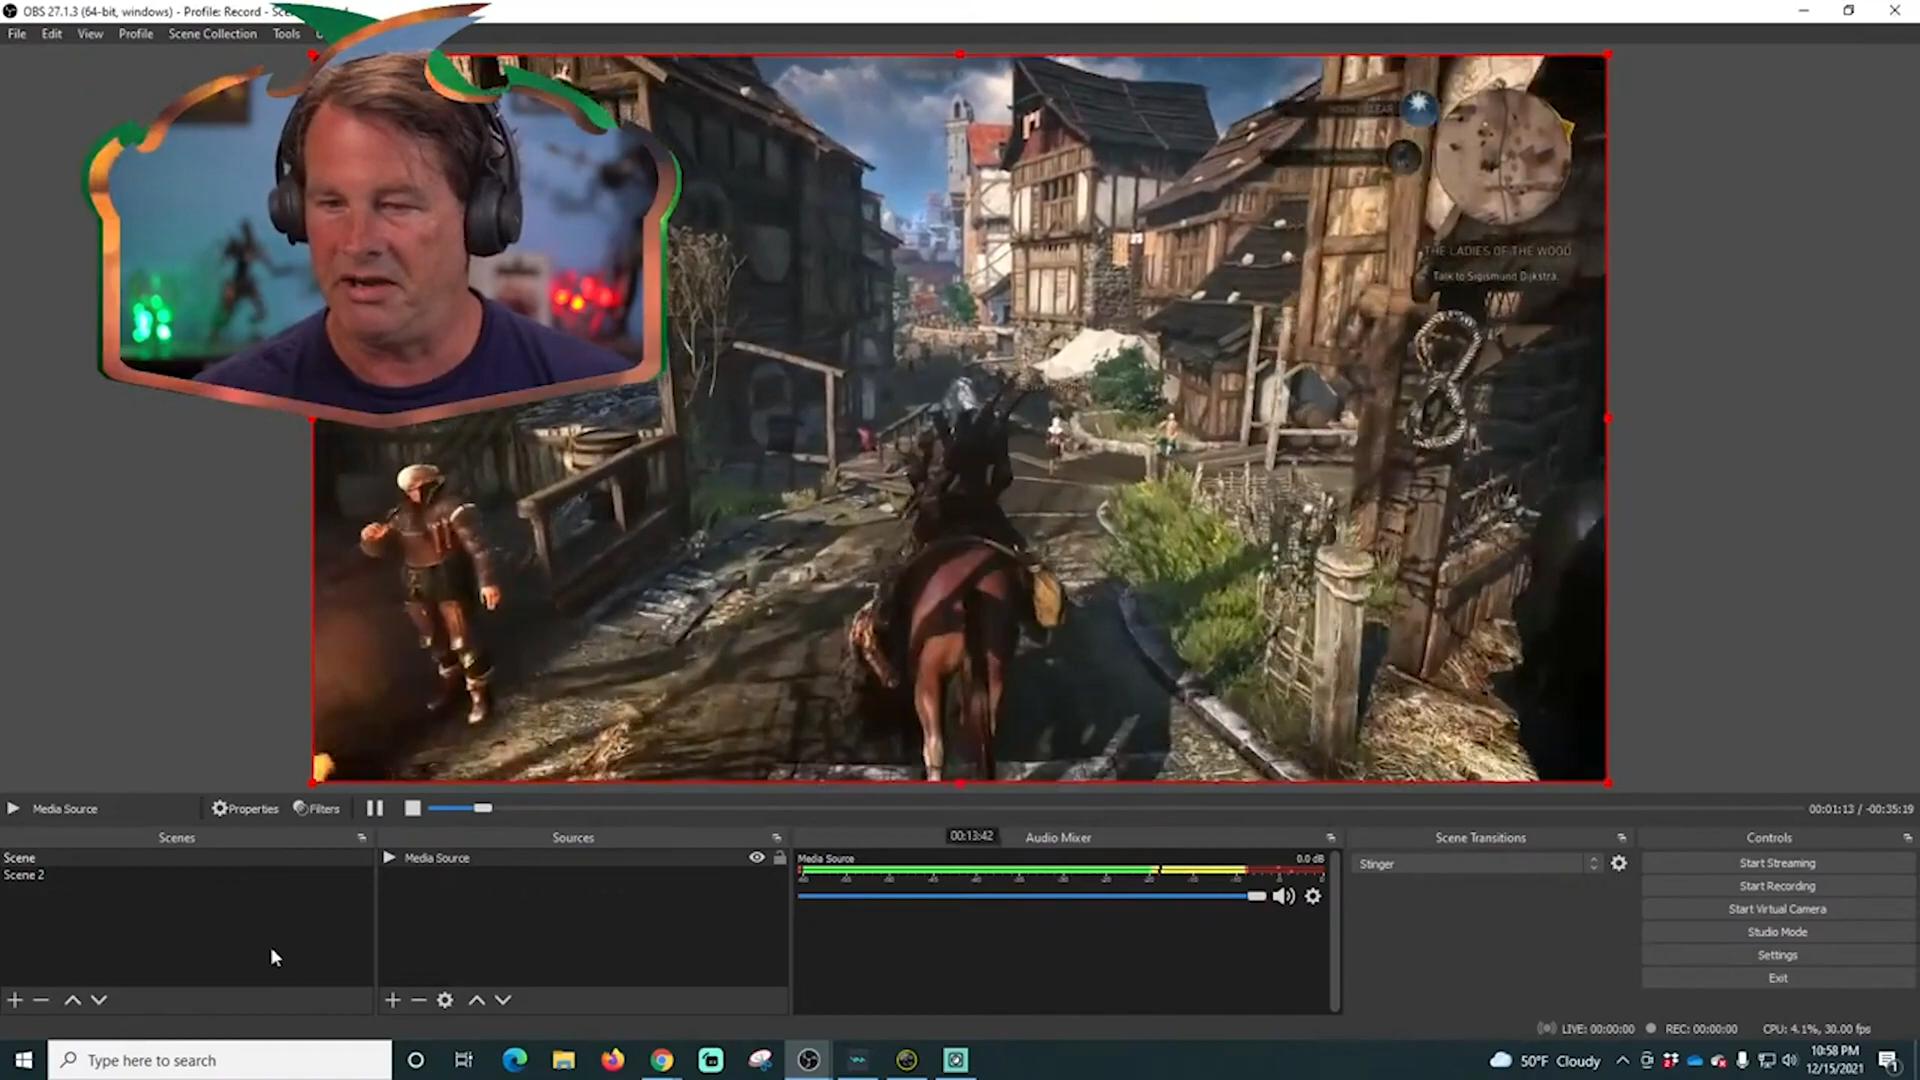 OBS 27.1.3 (64-bit, windows) - Profile: Record - Sc
File Edit View Profile Scene Collection Tools
MOON CLEAR
THE LADIES OF THE WOOD
Talk to Sigismund Dijkstra.
Media Source
Properties
Filters
00:01:13 / -00:35:19
Scenes
Sources
00:13:42
Audio Mixer
Scene Transitions
Controls
Scene
Scene 2
Media Source
Media Source
0.0 dB
Stinger
Start Streaming
Start Recording
Start Virtual Camera
Studio Mode
Settings
Exit
LIVE: 00:00:00
REC: 00:00:00
CPU: 4.1%, 30.00 fps
Type here to search
50°F Cloudy
10:58 PM
12/15/2021
1